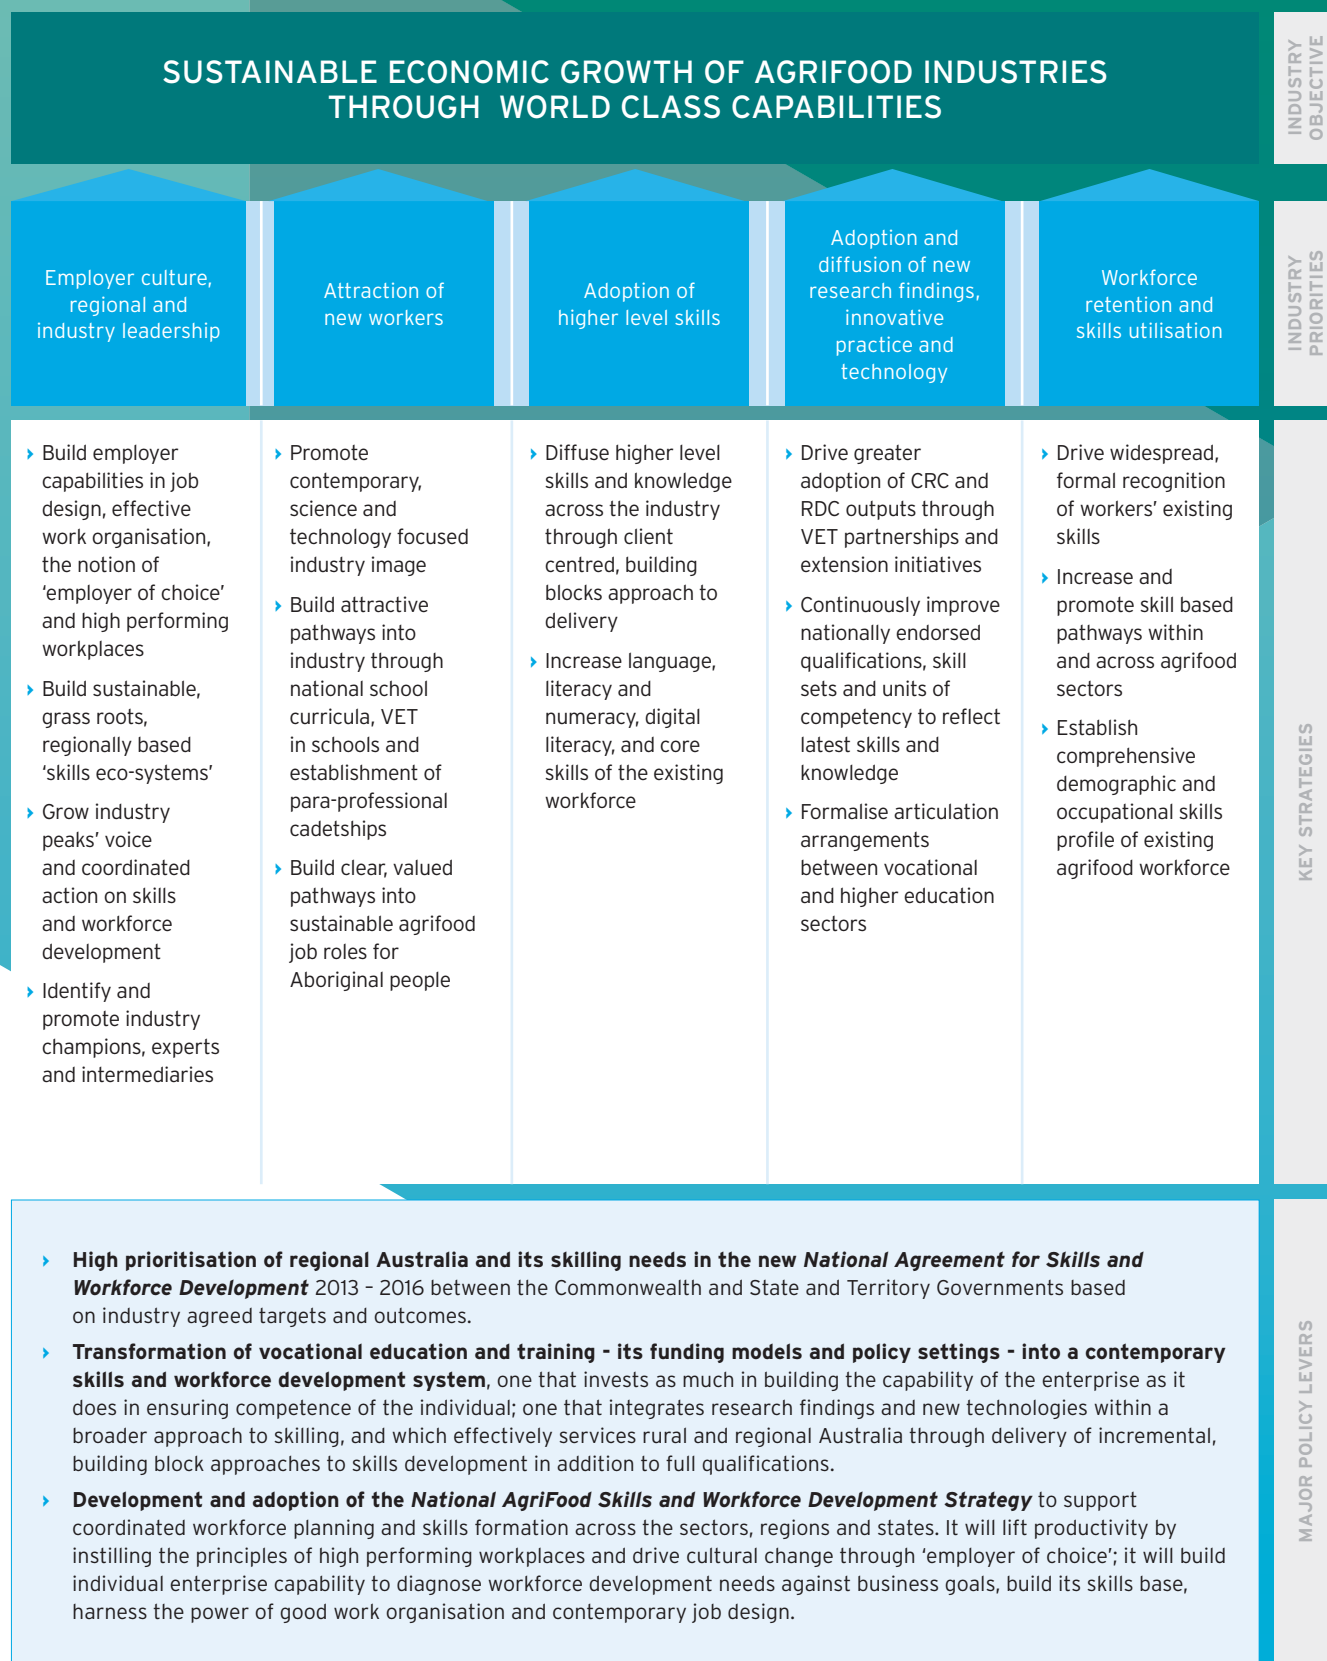 SUSTAINABLE ECONOMIC GROWTH OF AGRIFOOD INDUSTRIES
THROUGH WORLD CLASS CAPABILITIES
INDUSTRY
OBJECTIVE
Employer culture,
regional and
industry leadership
Attraction of
new workers
Adoption of
higher level skills
Adoption and
diffusion of new
research findings,
innovative
practice and
technology
Workforce
retention and
skills utilisation
INDUSTRY
PRIORITIES
› Build employer
capabilities in job
design, effective
work organisation,
the notion of
‘employer of choice’
and high performing
workplaces
› Build sustainable,
grass roots,
regionally based
‘skills eco-systems’
› Grow industry
peaks’ voice
and coordinated
action on skills
and workforce
development
› Identify and
promote industry
champions, experts
and intermediaries
› Promote
contemporary,
science and
technology focused
industry image
› Build attractive
pathways into
industry through
national school
curricula, VET
in schools and
establishment of
para-professional
cadetships
› Build clear, valued
pathways into
sustainable agrifood
job roles for
Aboriginal people
› Diffuse higher level
skills and knowledge
across the industry
through client
centred, building
blocks approach to
delivery
› Increase language,
literacy and
numeracy, digital
literacy, and core
skills of the existing
workforce
› Drive greater
adoption of CRC and
RDC outputs through
VET partnerships and
extension initiatives
› Continuously improve
nationally endorsed
qualifications, skill
sets and units of
competency to reflect
latest skills and
knowledge
› Formalise articulation
arrangements
between vocational
and higher education
sectors
› Drive widespread,
formal recognition
of workers’ existing
skills
› Increase and
promote skill based
pathways within
and across agrifood
sectors
› Establish
comprehensive
demographic and
occupational skills
profile of existing
agrifood workforce
KEY STRATEGIES
› High prioritisation of regional Australia and its skilling needs in the new National Agreement for Skills and
Workforce Development 2013 – 2016 between the Commonwealth and State and Territory Governments based
on industry agreed targets and outcomes.
› Transformation of vocational education and training - its funding models and policy settings - into a contemporary
skills and workforce development system, one that invests as much in building the capability of the enterprise as it
does in ensuring competence of the individual; one that integrates research findings and new technologies within a
broader approach to skilling, and which effectively services rural and regional Australia through delivery of incremental,
building block approaches to skills development in addition to full qualifications.
› Development and adoption of the National AgriFood Skills and Workforce Development Strategy to support
coordinated workforce planning and skills formation across the sectors, regions and states. It will lift productivity by
instilling the principles of high performing workplaces and drive cultural change through ‘employer of choice’; it will build
individual enterprise capability to diagnose workforce development needs against business goals, build its skills base,
harness the power of good work organisation and contemporary job design.
MAJOR POLICY LEVERS